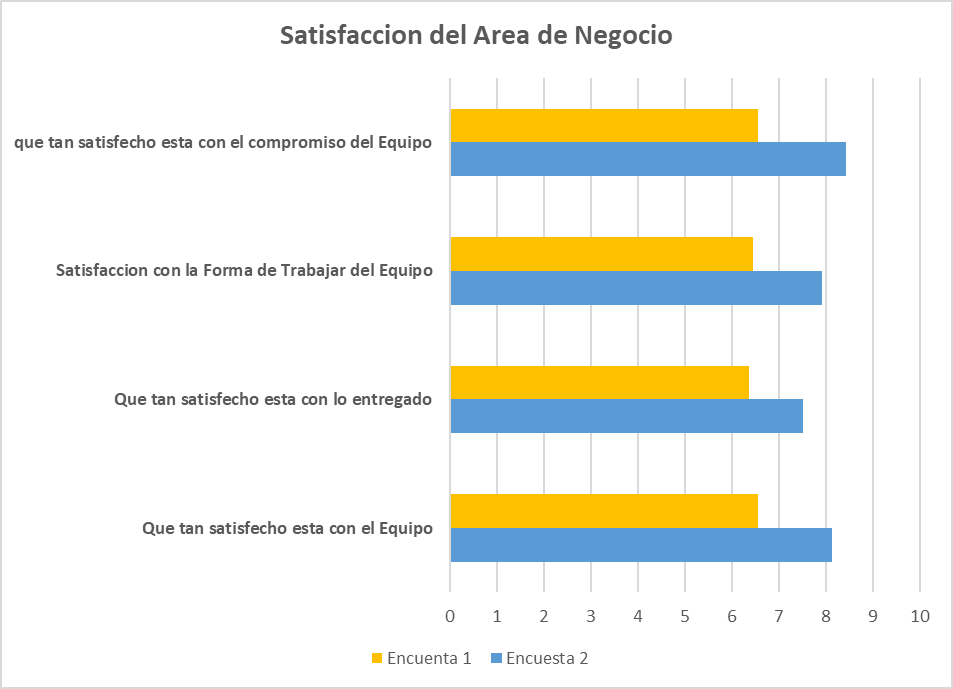 Satisfaccion del Area de Negocio
que tan satisfecho esta con el compromiso del Equipo
Satisfaccion con la Forma de Trabajar del Equipo
Que tan satisfecho esta con lo entregado
Que tan satisfecho esta con el Equipo
0 1 2 3 4 5 6 7 8 9 10
Encuenta 1 Encuesta 2